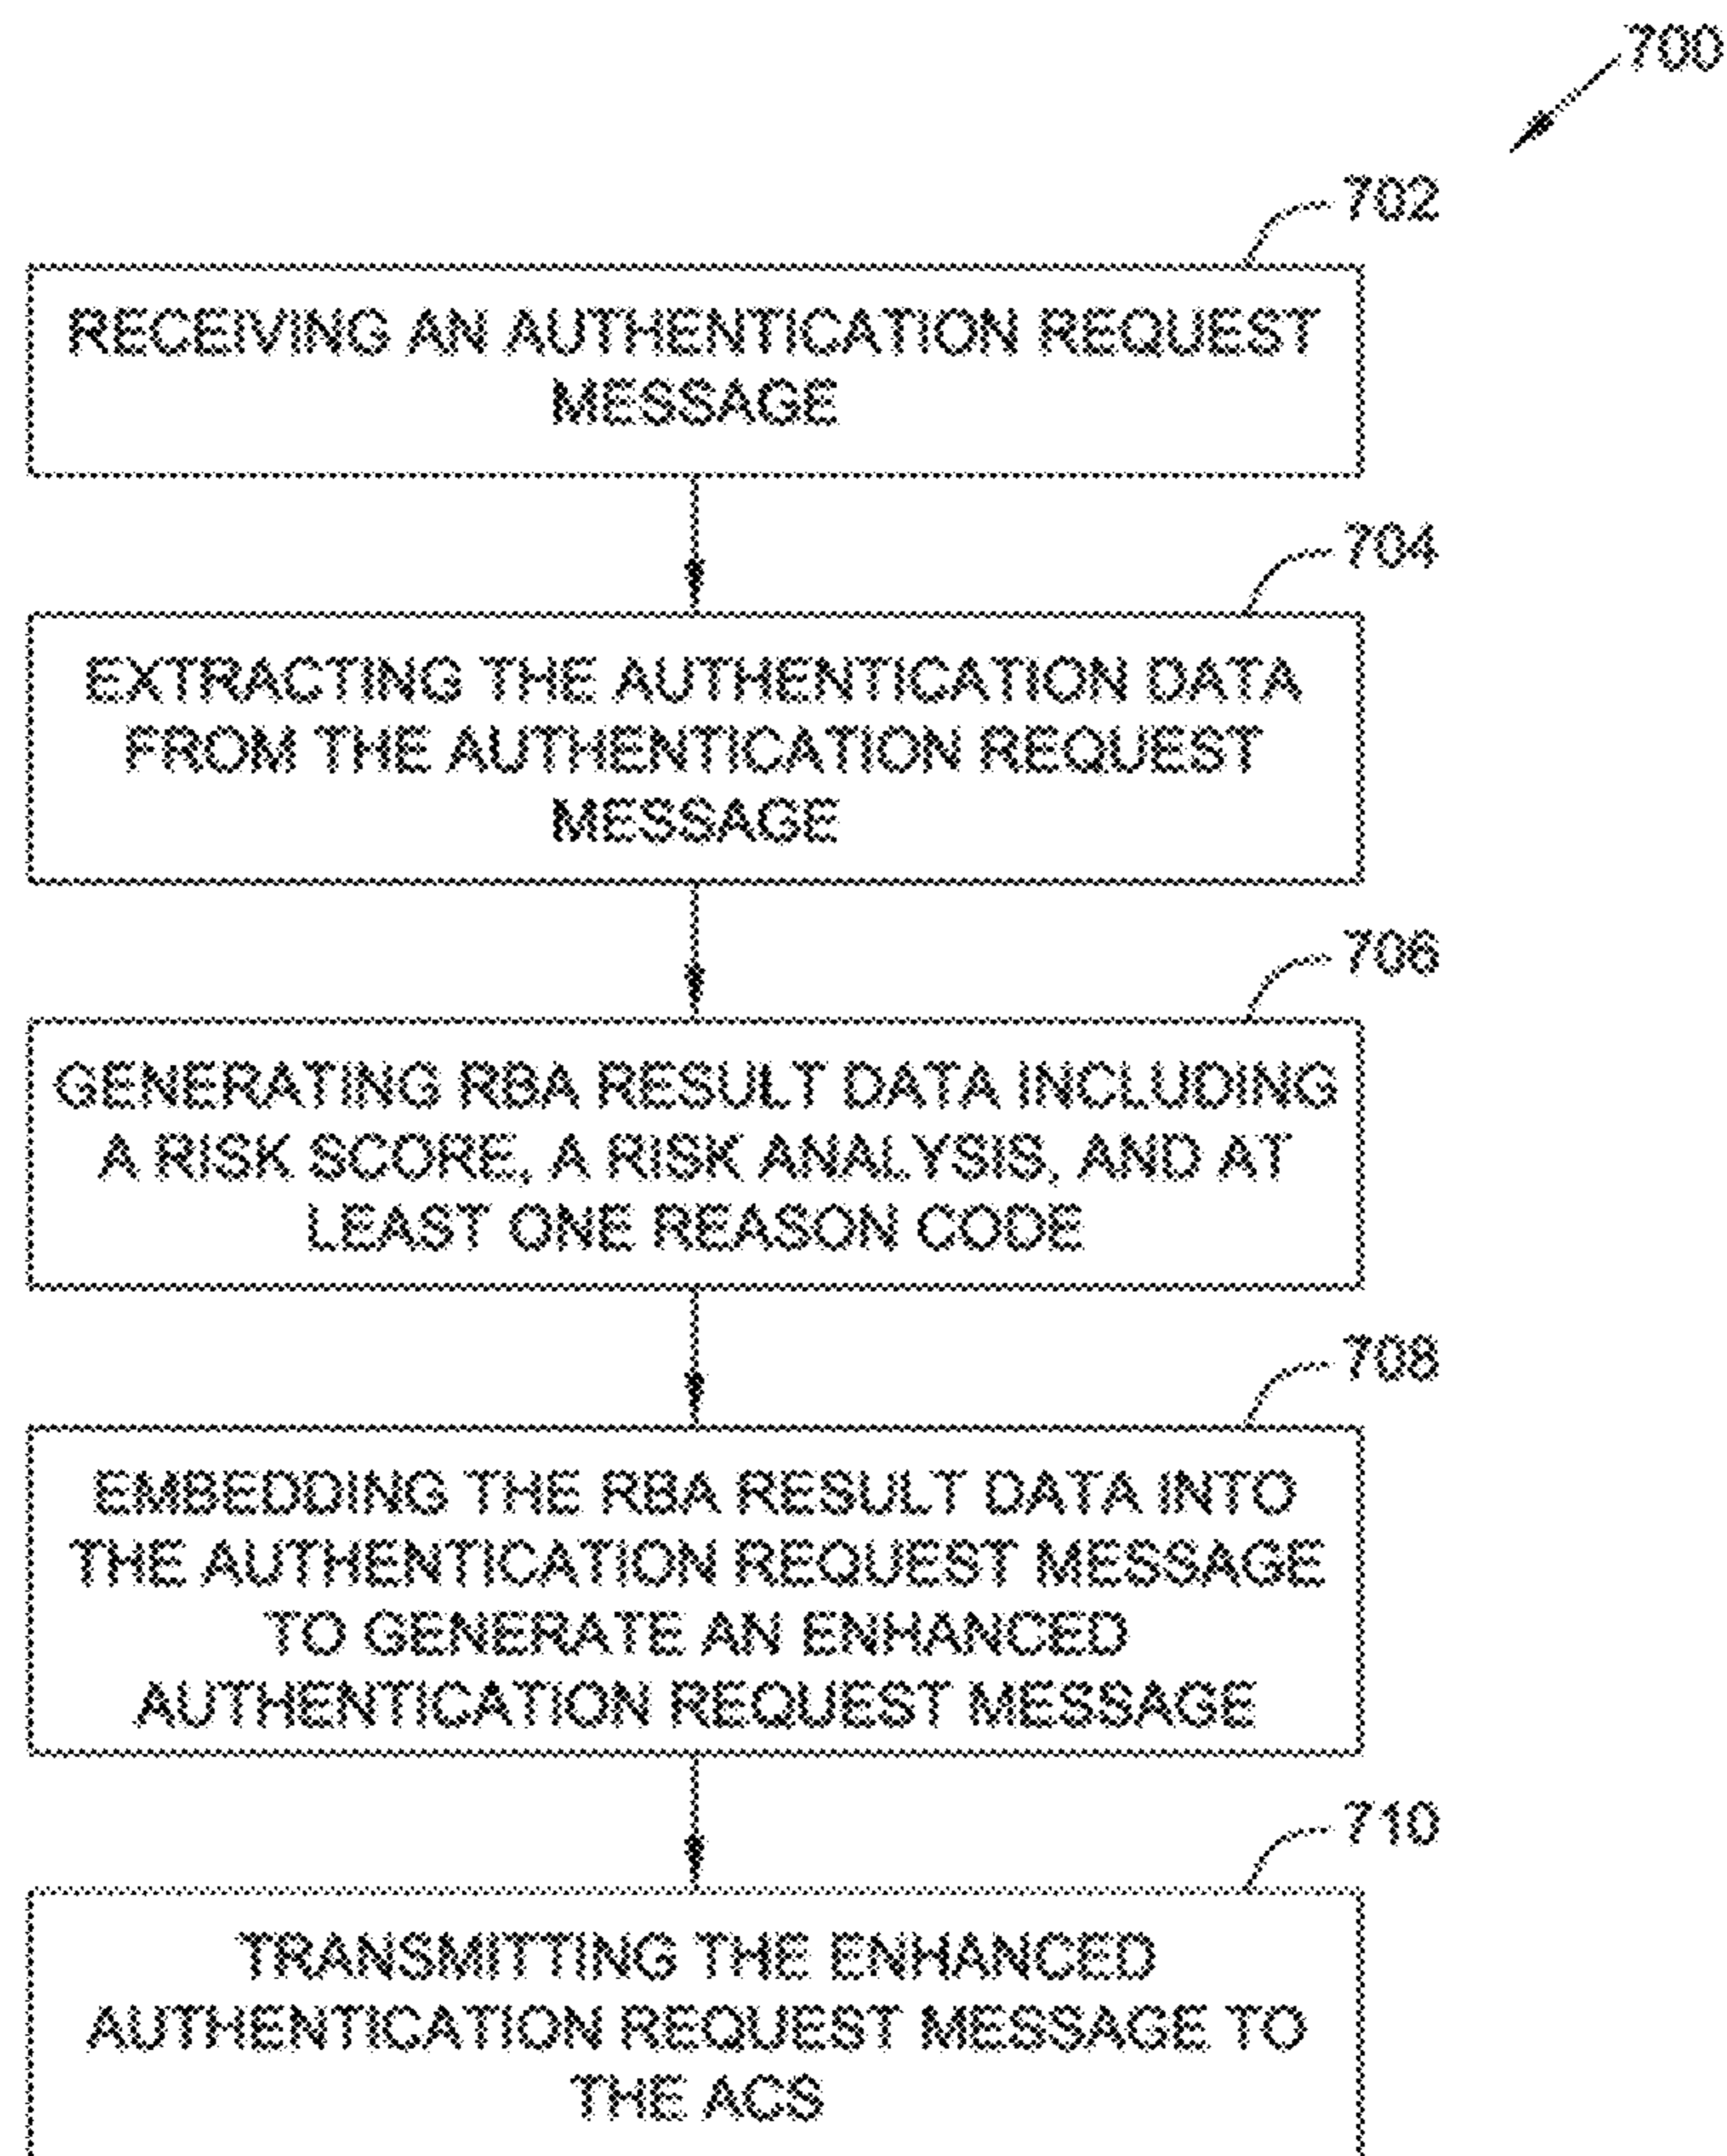 700
702
RECEIVING AN AUTHENTICATION REQUEST
MESSAGE
704
EXTRACTING THE AUTHENTICATION DATA
FROM THE AUTHENTICATION REQUEST
MESSAGE
706
GENERATING RBA RESULT DATA INCLUDING
A RISK SCORE, A RISK ANALYSIS, AND AT
LEAST ONE REASON CODE
708
EMBEDDING THE RBA RESULT DATA INTO
THE AUTHENTICATION REQUEST MESSAGE
TO GENERATE AN ENHANCED
AUTHENTICATION REQUEST MESSAGE
710
TRANSMITTING THE ENHANCED
AUTHENTICATION REQUEST MESSAGE TO
THE ACS